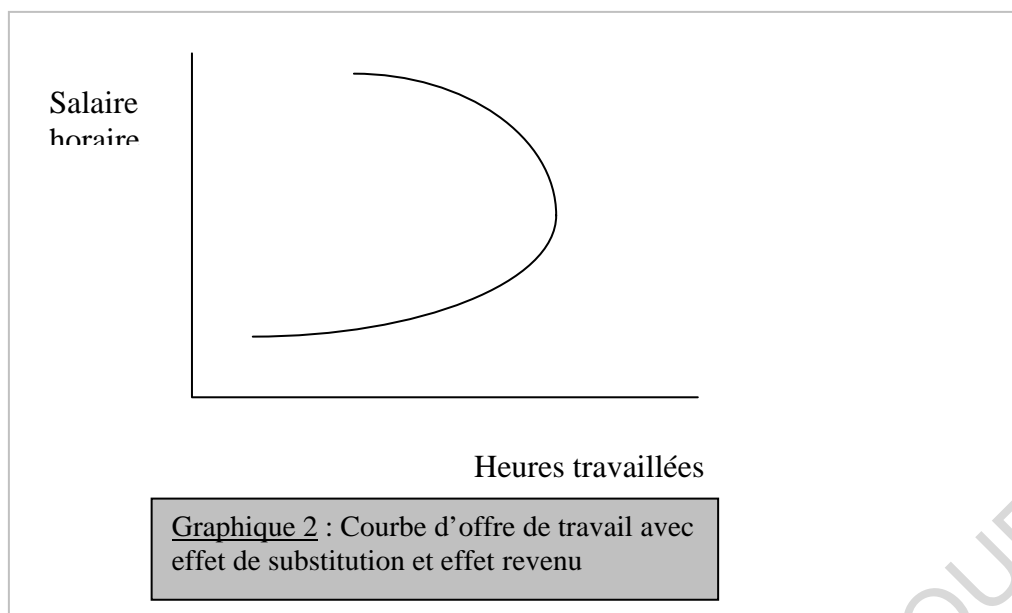 Salaire
horaire
Heures travaillées
Graphique 2 : Courbe d’offre de travail avec
effet de substitution et effet revenu